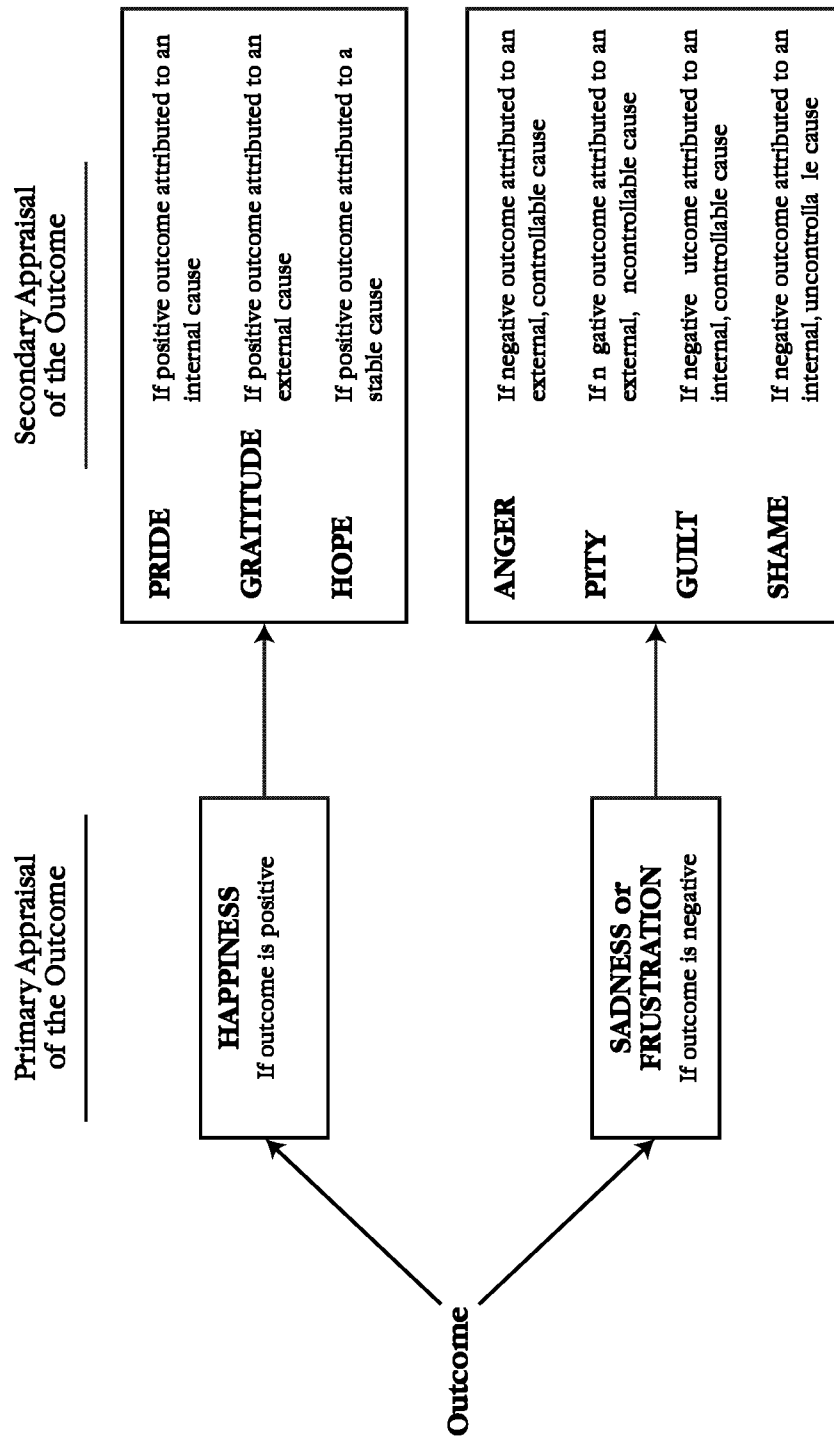 Primary Appraisal
of the Outcome
Secondary Appraisal
of the Outcome
Outcome
HAPPINESS
If outcome is positive
PRIDE
If positive outcome attributed to an
internal cause
GRATITUDE
If positive outcome attributed to an
external cause
HOPE
If positive outcome attributed to a
stable cause
SADNESS or
FRUSTRATION
If outcome is negative
ANGER
If negative outcome attributed to an
external, controllable cause
PITY
If n gative outcome attributed to an
external, ncontrollable cause
GUILT
If negative utcome attributed to an
internal, controllable cause
SHAME
If negative outcome attributed to an
internal, uncontrolla le cause